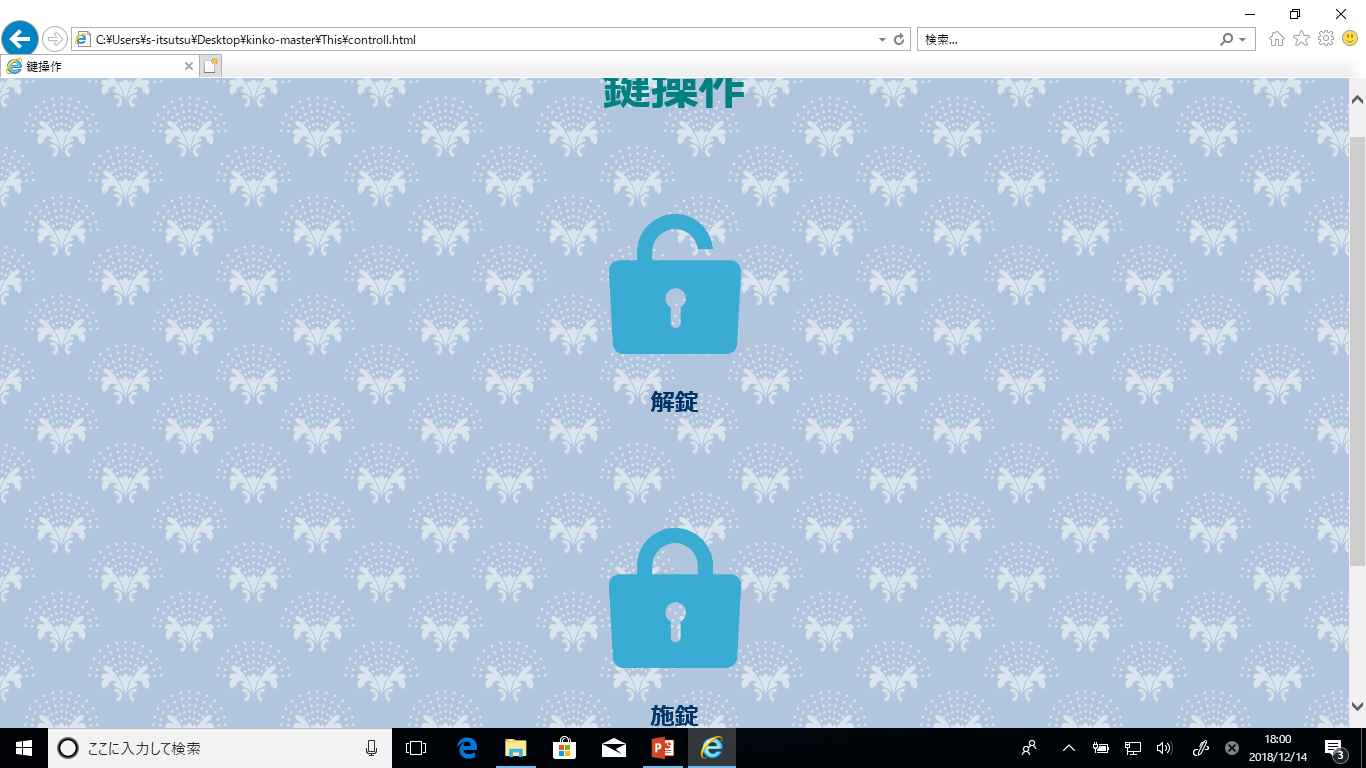 C:¥Users¥s-itsutsu¥Desktop¥kinko-master¥This¥controll.html
検索...
鍵操作
鍵操作
解錠
施錠
ここに入力して検索
18:00
2018/12/14
3